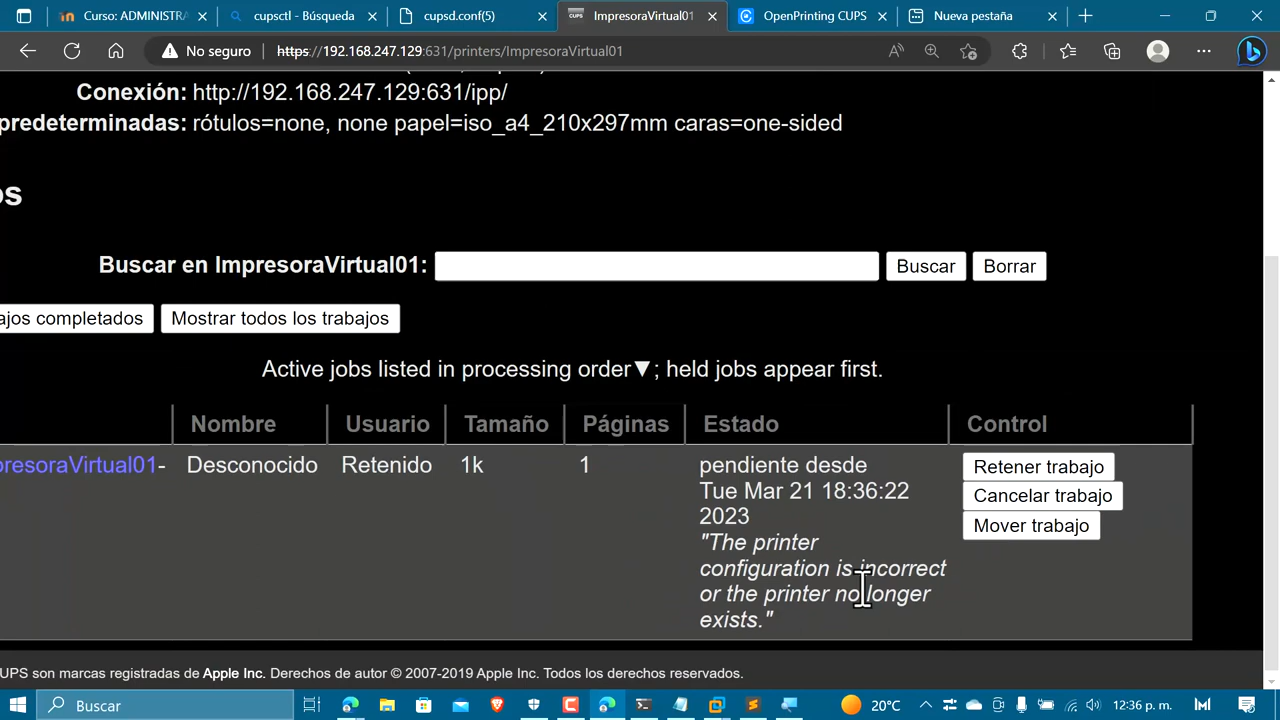 Curso: ADMINISTRA
cupsctl - Búsqueda
cupsd.conf(5)
ImpresoraVirtual01
OpenPrinting CUPS
Nueva pestaña
No seguro
https://192.168.247.129:631/printers/ImpresoraVirtual01
Conexión: http://192.168.247.129:631/ipp/
predeterminadas: rótulos=none, none papel=iso_a4_210x297mm caras=one-sided
os
Buscar en ImpresoraVirtual01:
Buscar
Borrar
ajos completados
Mostrar todos los trabajos
Active jobs listed in processing order▼; held jobs appear first.
Nombre Usuario Tamaño Páginas Estado Control
presoraVirtual01- Desconocido Retenido 1k 1 pendiente desde
Tue Mar 21 18:36:22
2023
"The printer
configuration is incorrect
or the printer no longer
exists."
Retener trabajo
Cancelar trabajo
Mover trabajo
UPS son marcas registradas de Apple Inc. Derechos de autor © 2007-2019 Apple Inc. Todos los derechos reservados.
Buscar
20°C
12:36 p. m.